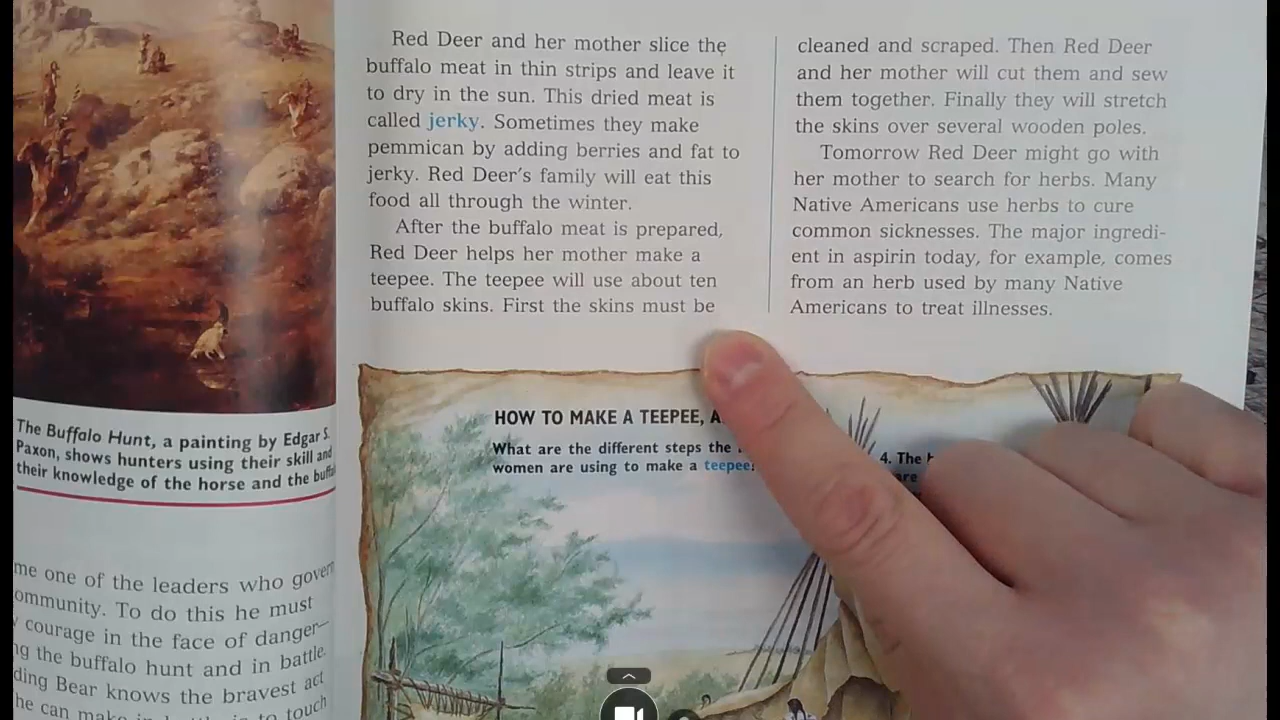 Red Deer and her mother slice the
buffalo meat in thin strips and leave it
to dry in the sun. This dried meat is
called jerky. Sometimes they make
pemmican by adding berries and fat to
jerky. Red Deer's family will eat this
food all through the winter.
After the buffalo meat is prepared,
Red Deer helps her mother make a
teepee. The teepee will use about ten
buffalo skins. First the skins must be
cleaned and scraped. Then Red Deer
and her mother will cut them and sew
them together. Finally they will stretch
the skins over several wooden poles.
Tomorrow Red Deer might go with
her mother to search for herbs. Many
Native Americans use herbs to cure
common sicknesses. The major ingredi-
ent in aspirin today, for example, comes
from an herb used by many Native
Americans to treat illnesses.
The Buffalo Hunt, a painting by Edgar S.
Paxon, shows hunters using their skill and
their knowledge of the horse and the
me one of the leaders who
ommunity. To do this he must
courage in the face of danger—
the buffalo hunt and in battle.
ding Bear knows the bravest act
he can make in to touch
HOW TO MAKE A TEEPEE,
What are the different steps the
women are using to make a teepee
4. The